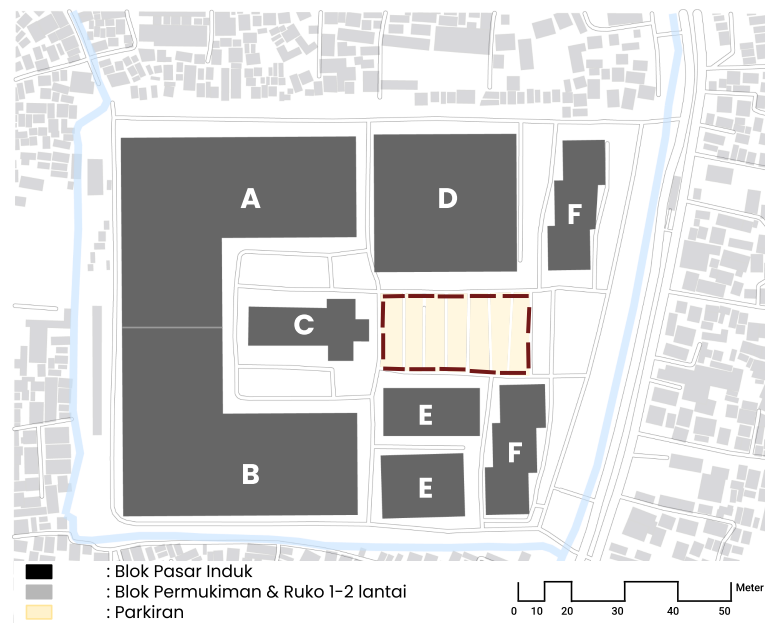 A
D
F
C
E
F
B
E
: Blok Pasar Induk
: Blok Permukiman & Ruko 1-2 lantai
: Parkiran
Meter
0 10 20 30 40 50